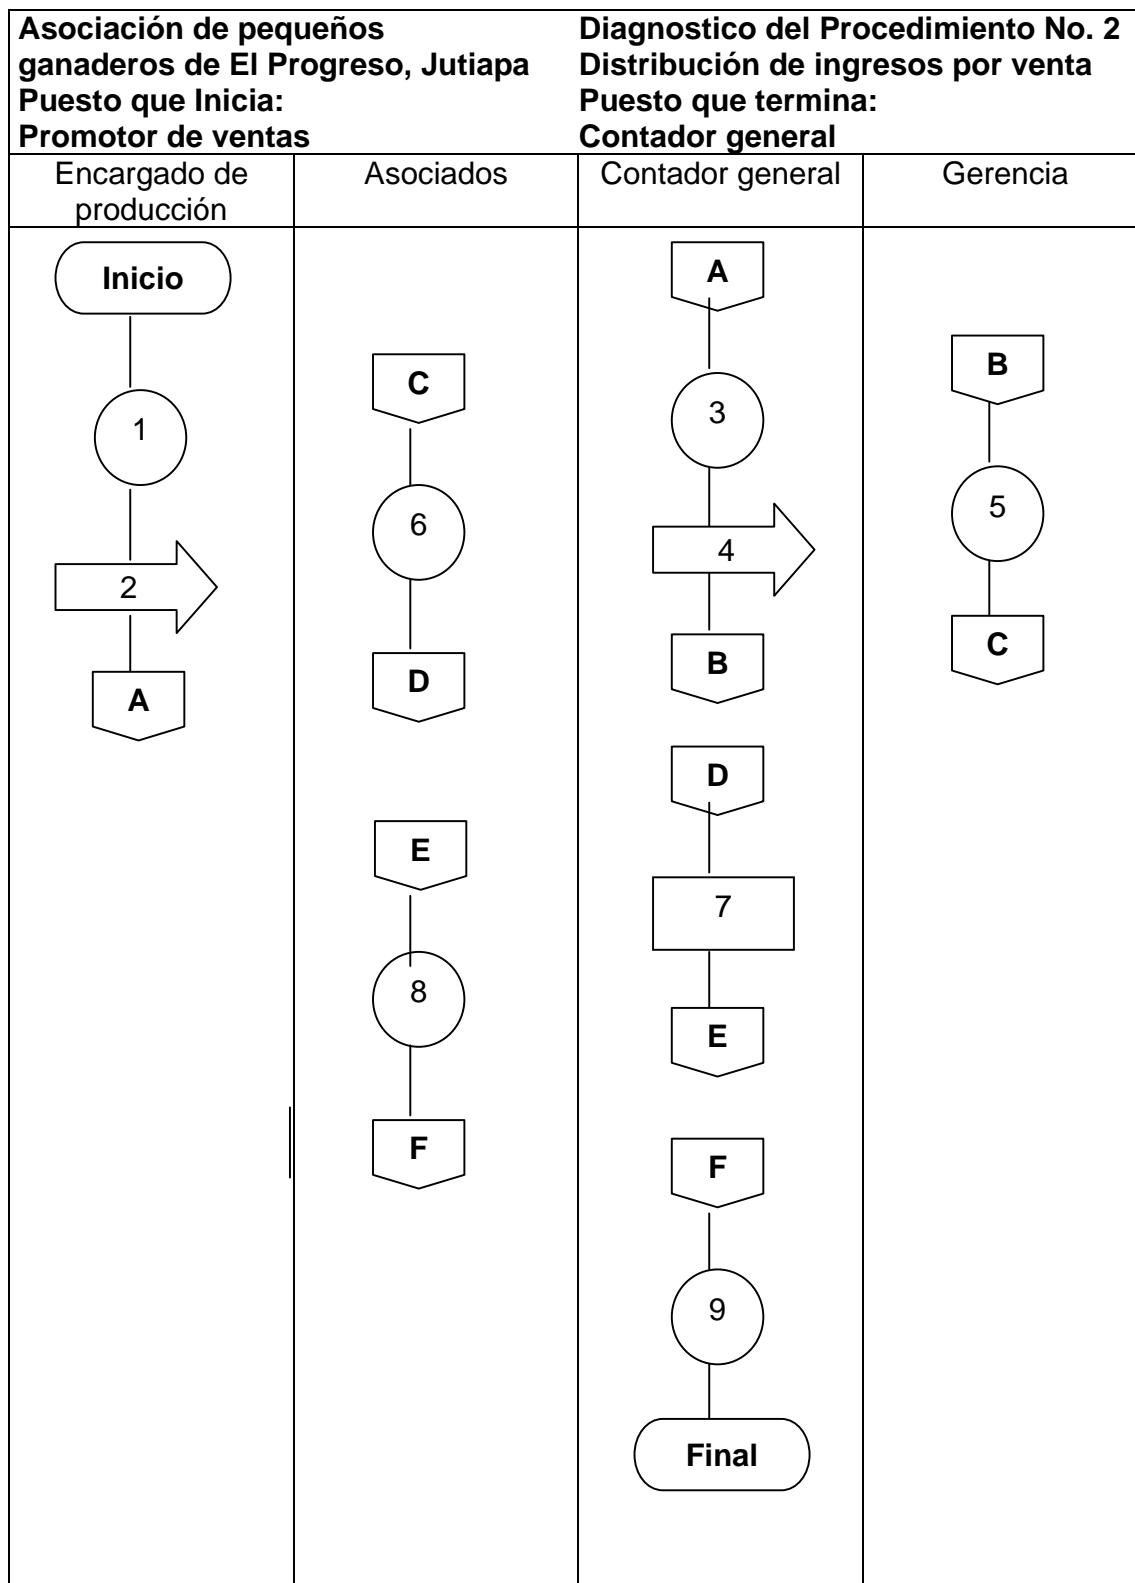 Asociación de pequeños
ganaderos de El Progreso, Jutiapa
Puesto que Inicia:
Promotor de ventas
Diagnostico del Procedimiento No. 2
Distribución de ingresos por venta
Puesto que termina:
Contador general
Encargado de
producción
Asociados
Contador general
Gerencia
Inicio
1
2
A
C
6
D
E
8
F
A
3
4
B
D
7
E
F
9
Final
B
5
C